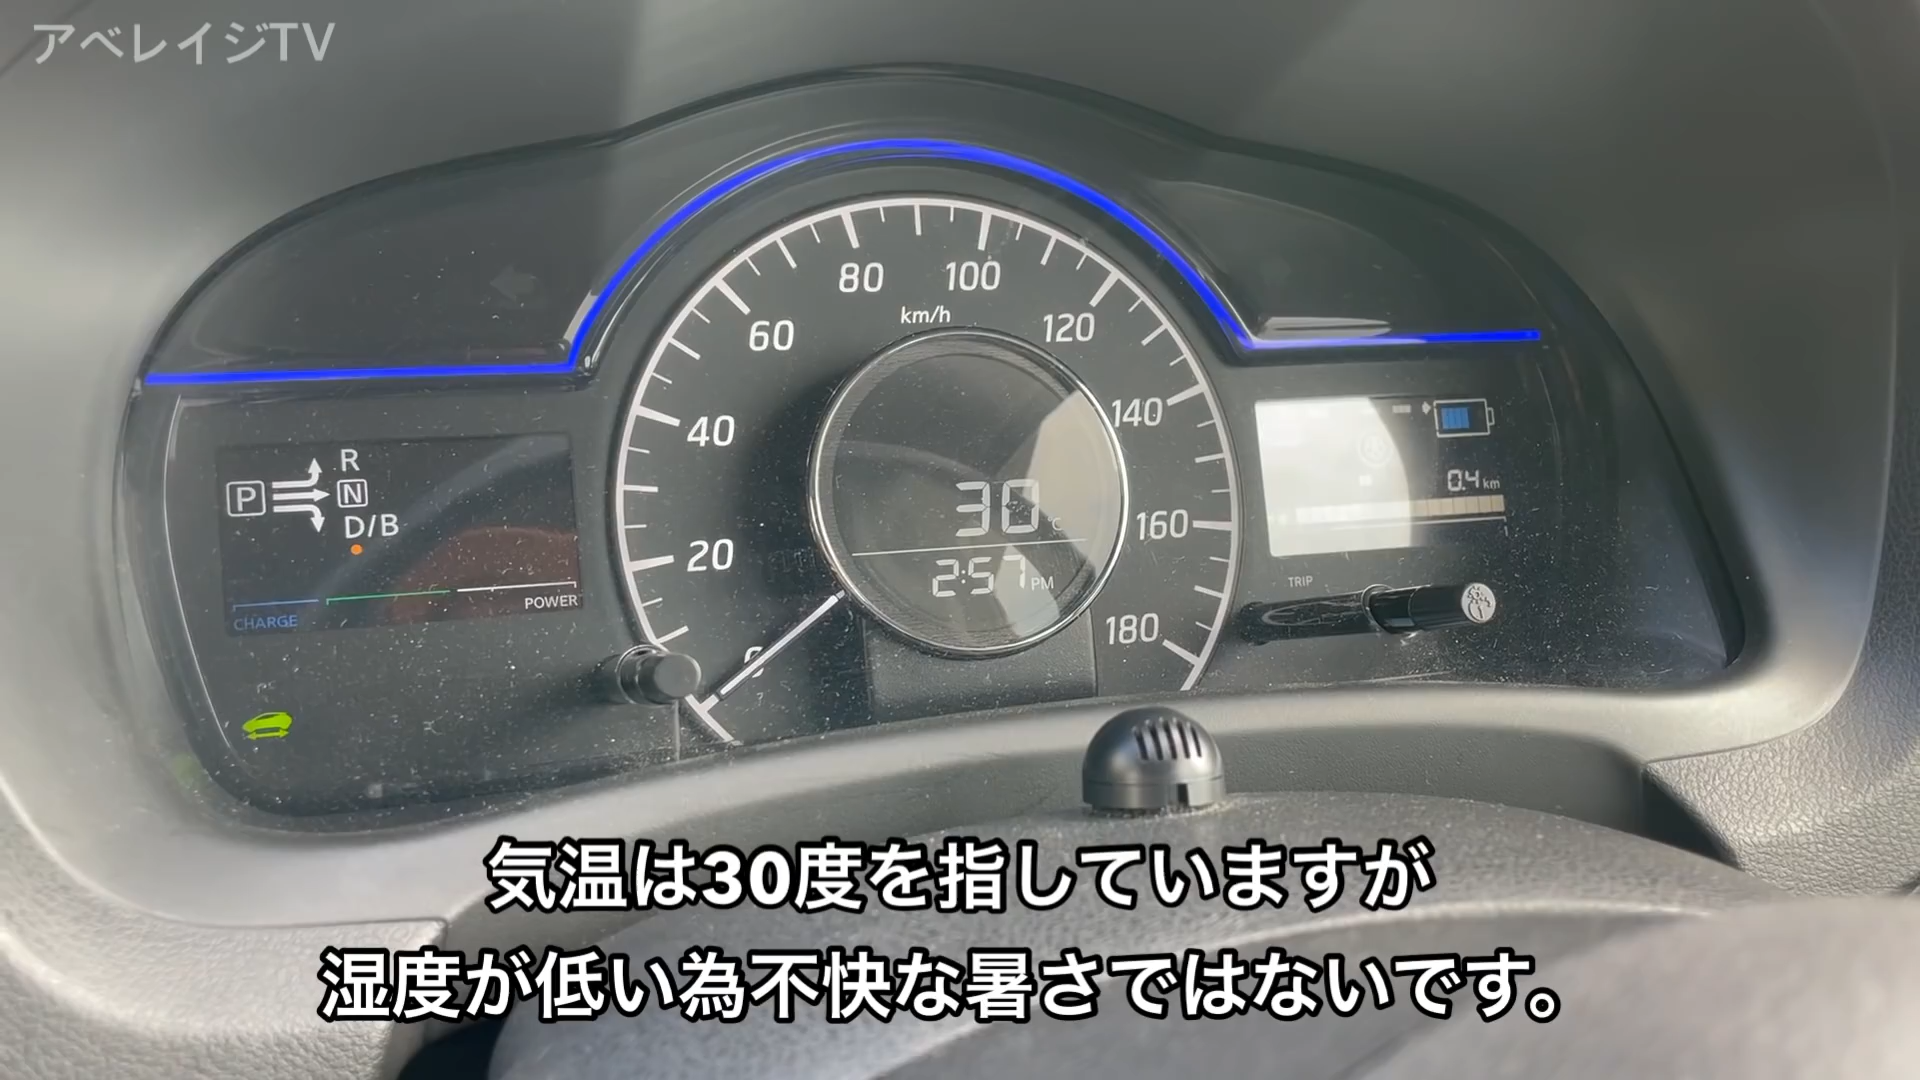 アベレイジTV
80
100
km/h
60
120
40
140
20
160
0
180
30
2:57 PM
P
R
N
D/B
CHARGE
POWER
0.4 km
TRIP
気温は30度を指していますが
湿度が低い為不快な暑さではないです。